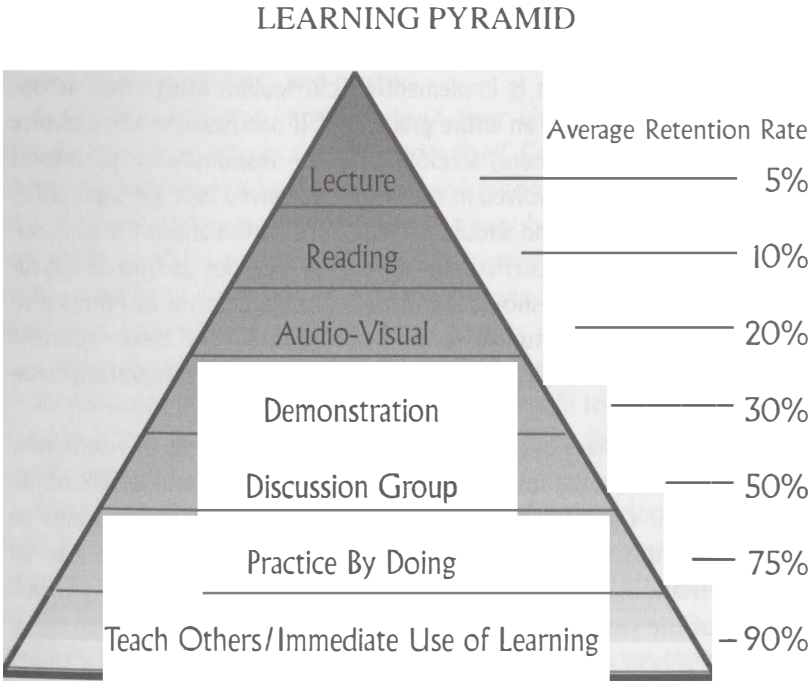 LEARNING PYRAMID
Average Retention Rate
Lecture 5%
Reading 10%
Audio-Visual 20%
Demonstration 30%
Discussion Group 50%
Practice By Doing 75%
Teach Others/Immediate Use of Learning 90%